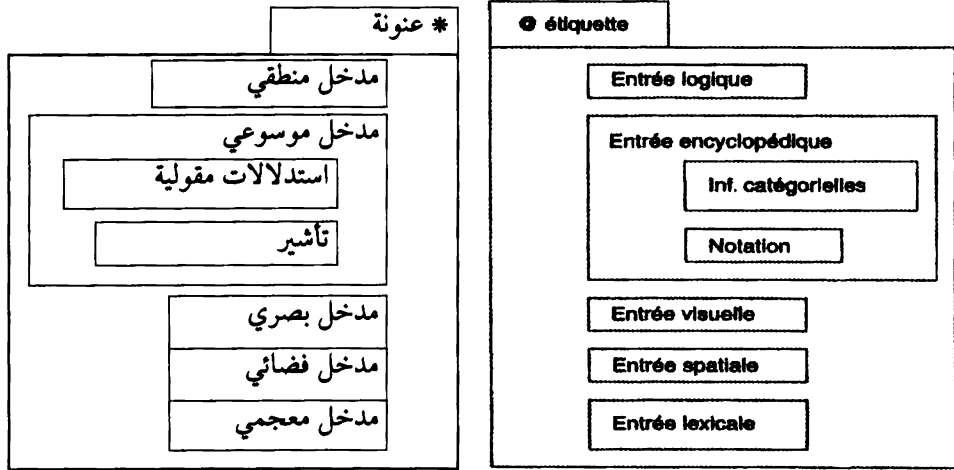 * عنونة
مدخل منطقي
مدخل موسوعي
استدلالات مقولية
تأشير
مدخل بصري
مدخل فضائي
مدخل معجمي
@ étiquette
Entrée logique
Entrée encyclopédique
Inf. catégorielles
Notation
Entrée visuelle
Entrée spatiale
Entrée lexicale